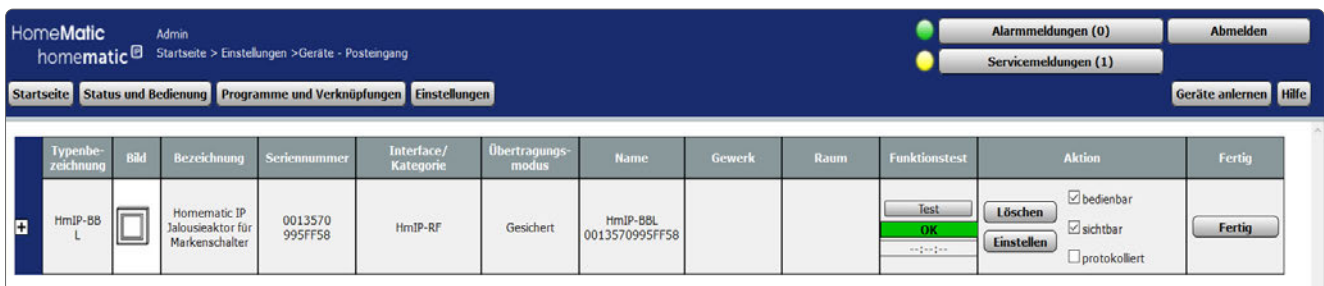 HomeMatic
homematic
Admin
Startseite > Einstellungen >Geräte - Posteingang
Alarmmeldungen (0)
Abmelden
Servicemeldungen (1)
Startseite
Status und Bedienung
Programme und Verknüpfungen
Einstellungen
Geräte anlernen
Hilfe
Typenbe-
zeichnung
Bild
Bezeichnung
Seriennummer
Interface/
Kategorie
Übertragungs-
modus
Name
Gewerk
Raum
Funktionstest
Aktion
Fertig
HmIP-BB
L
Homematic IP
Jalousieaktor für
Markenschalter
0013570
995FF58
HmIP-RF
Gesichert
HmIP-BBL
0013570995FF58
Test
OK
--:--:--
Löschen
Einstellen
bedienbar
sichtbar
protokolliert
Fertig